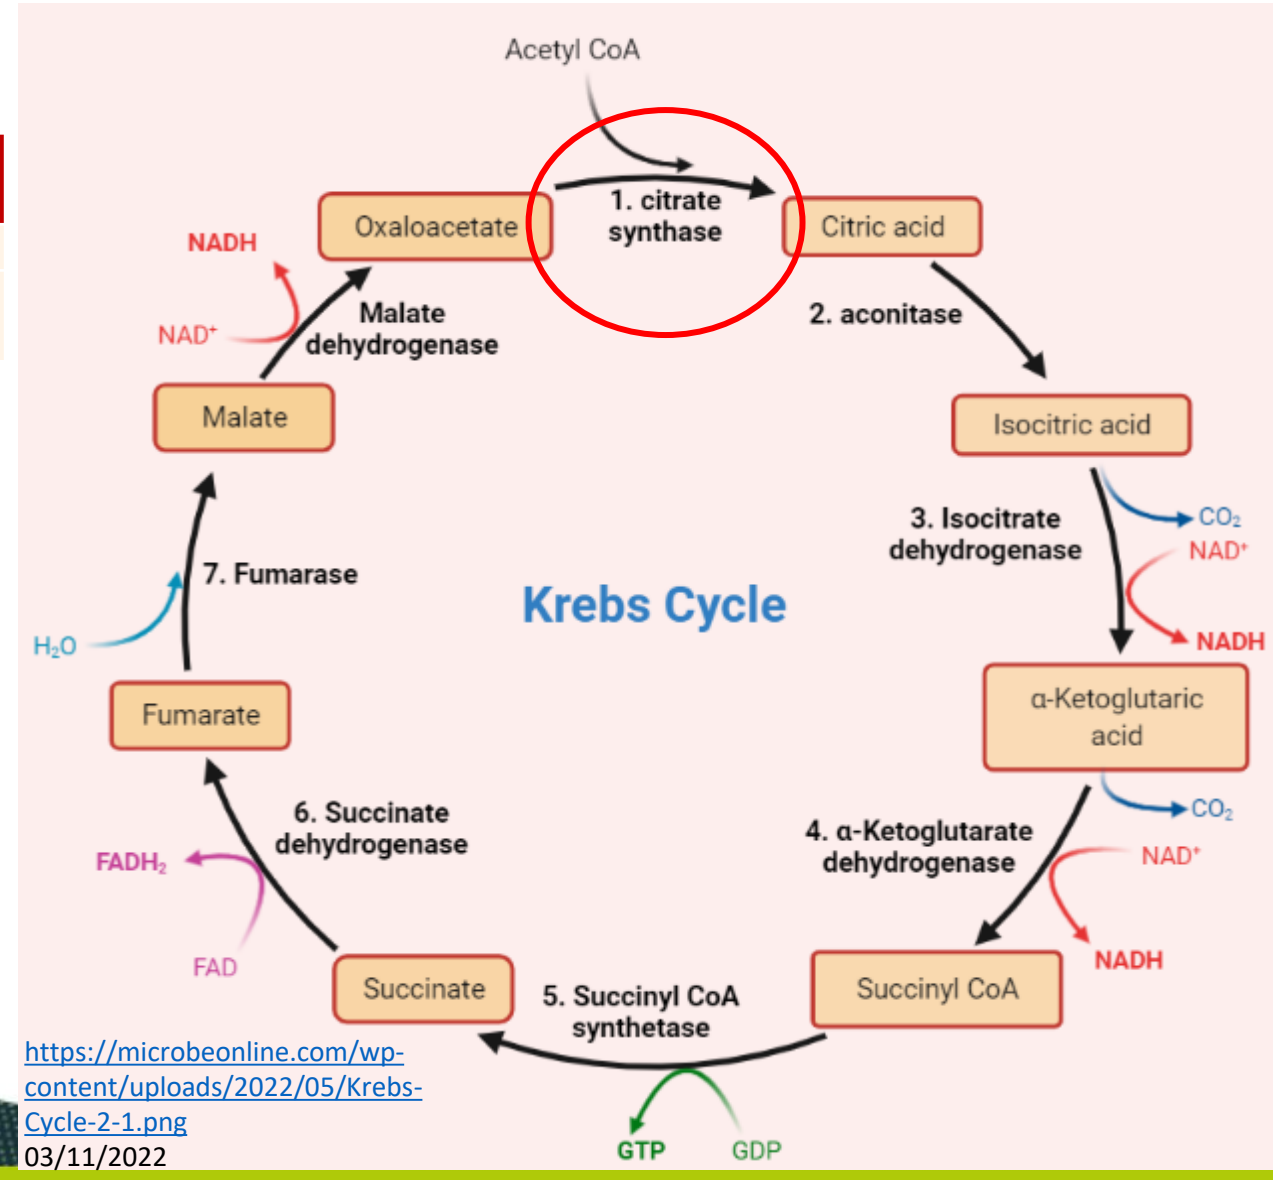 Acetyl CoA
1. citrate
synthase
Oxaloacetate
Citric acid
NADH
NAD⁺
Malate
dehydrogenase
2. aconitase
Malate
Isocitric acid
3. Isocitrate
dehydrogenase
CO₂
NAD⁺
NADH
7. Fumarase
Krebs Cycle
H₂O
Fumarate
α-Ketoglutaric
acid
6. Succinate
dehydrogenase
4. α-Ketoglutarate
dehydrogenase
CO₂
NAD⁺
NADH
FADH₂
FAD
Succinate
5. Succinyl CoA
synthetase
Succinyl CoA
GTP
GDP
https://microbeonline.com/wp-
content/uploads/2022/05/Krebs-
Cycle-2-1.png
03/11/2022